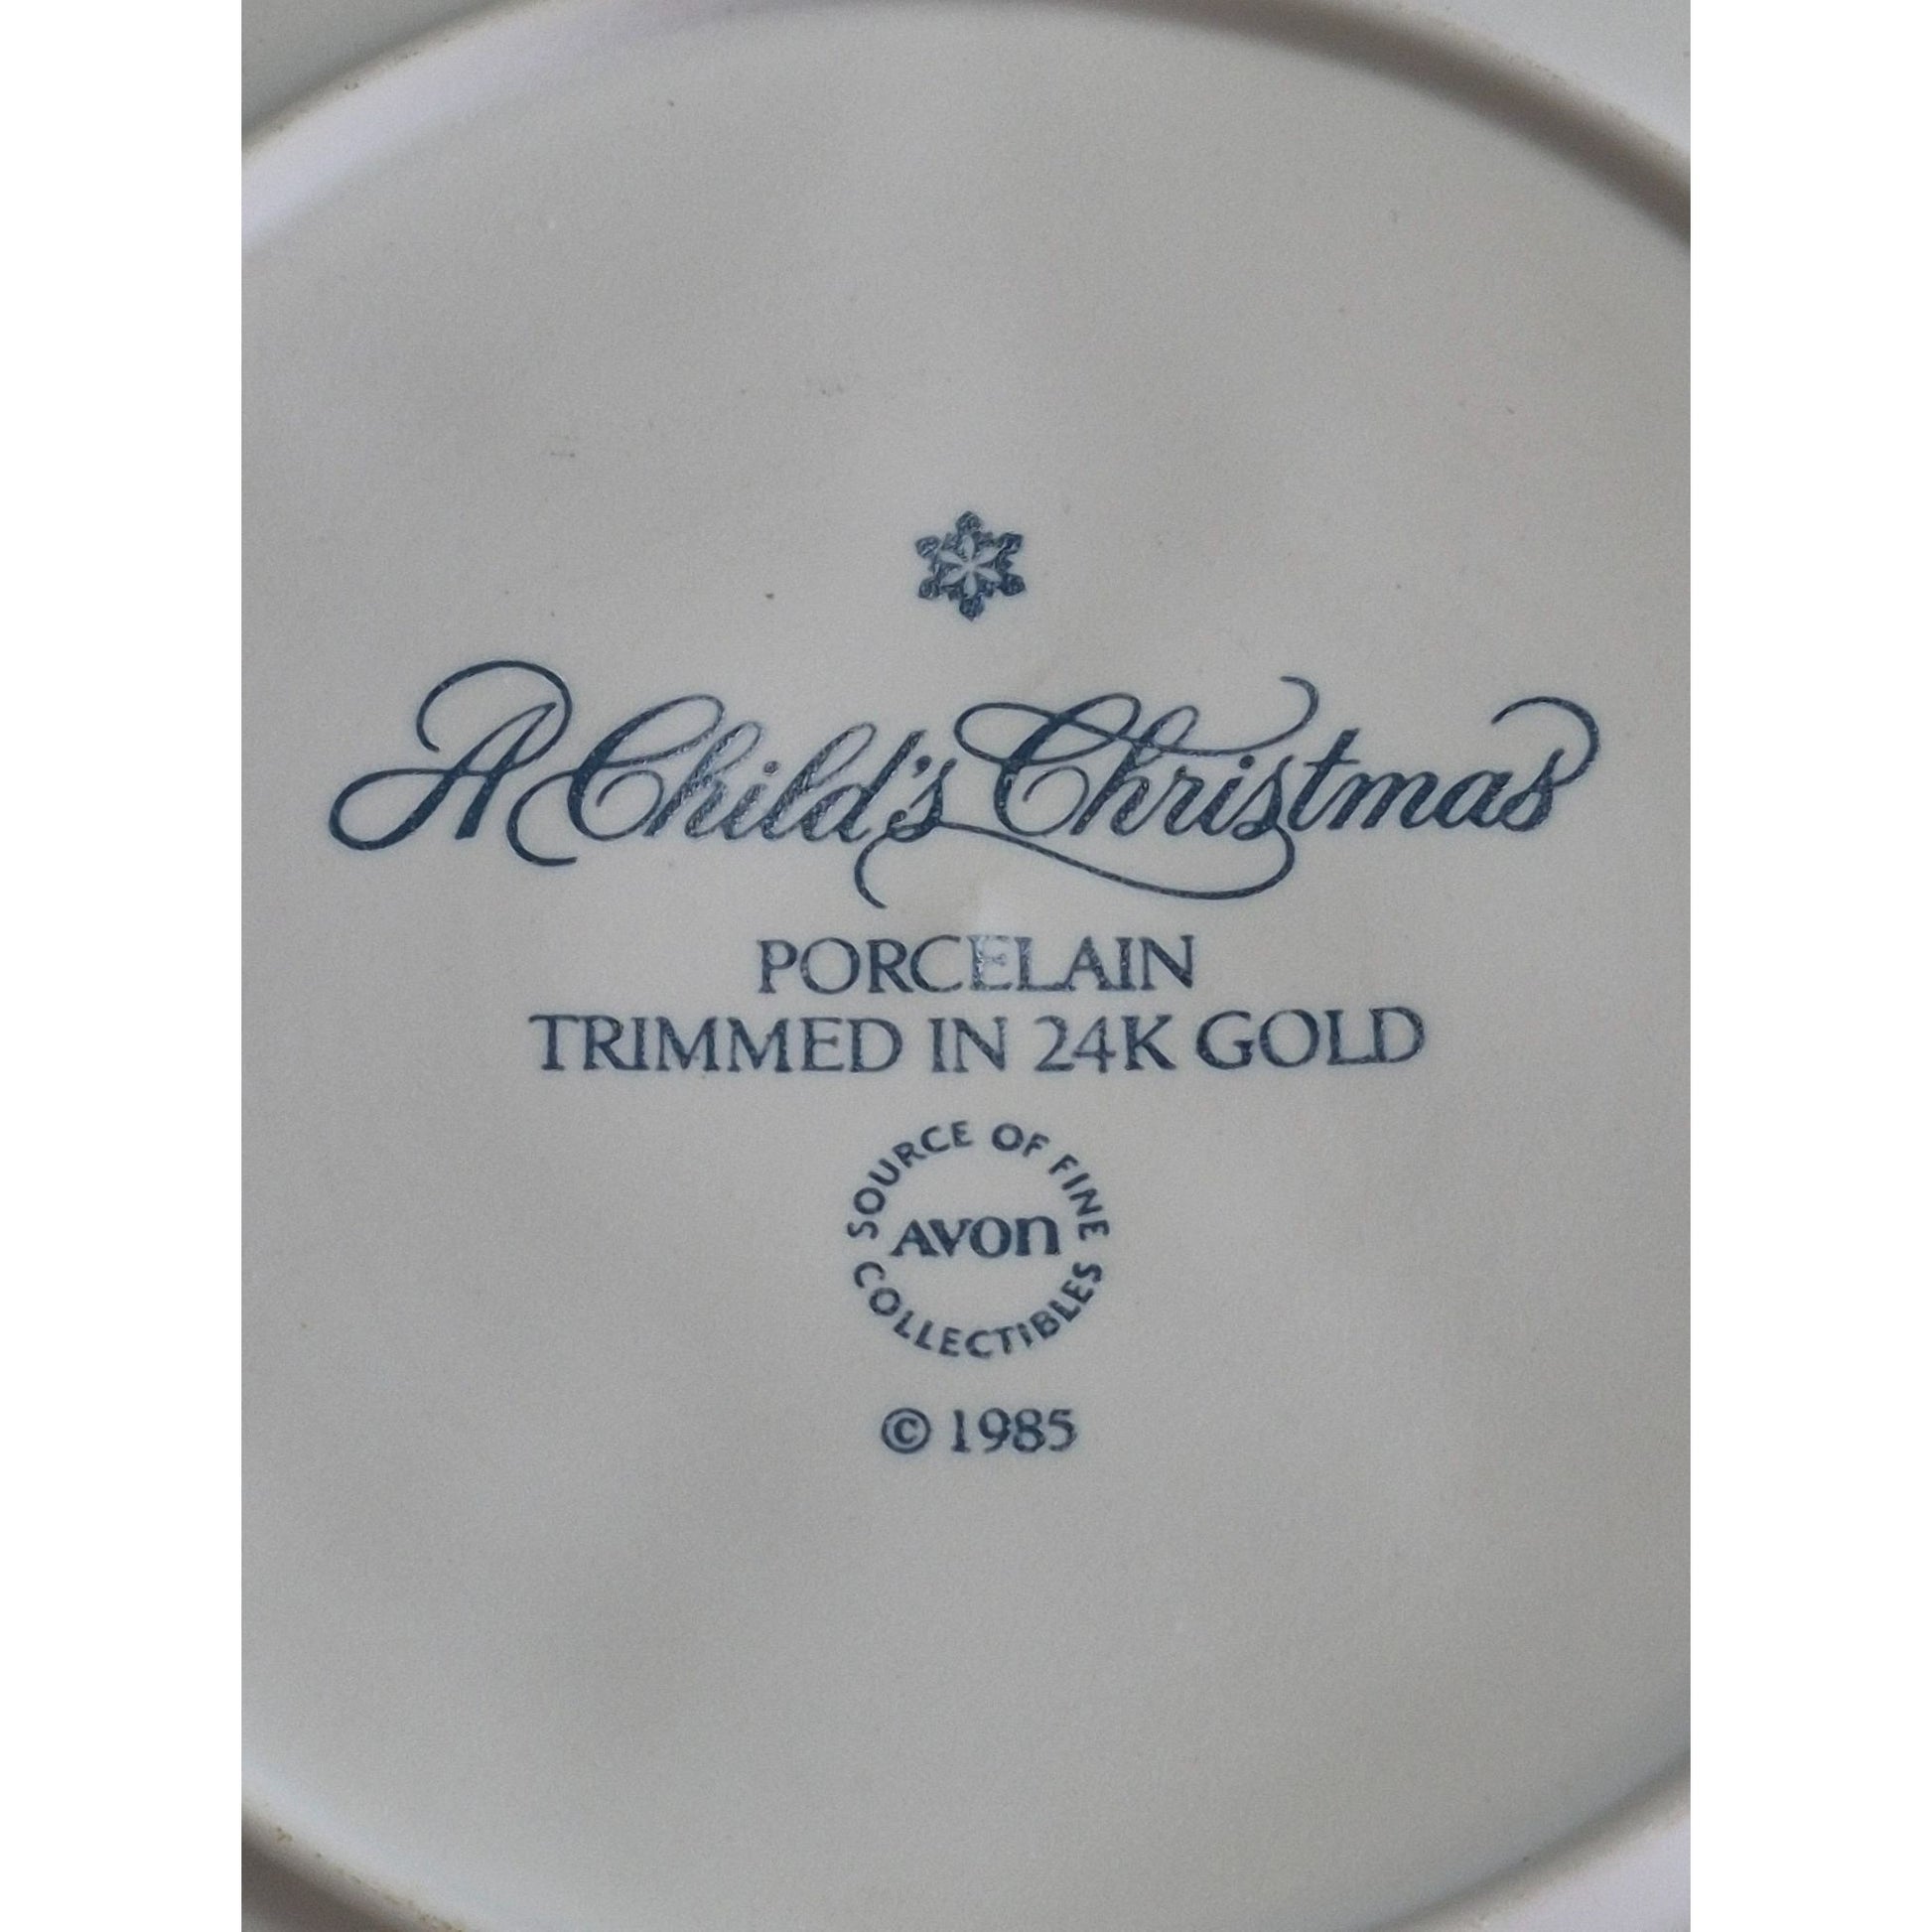 A Child's Christmas
PORCELAIN
TRIMMED IN 24K GOLD
SOURCE OF FINE
AVON
COLLECTIBLES
© 1985